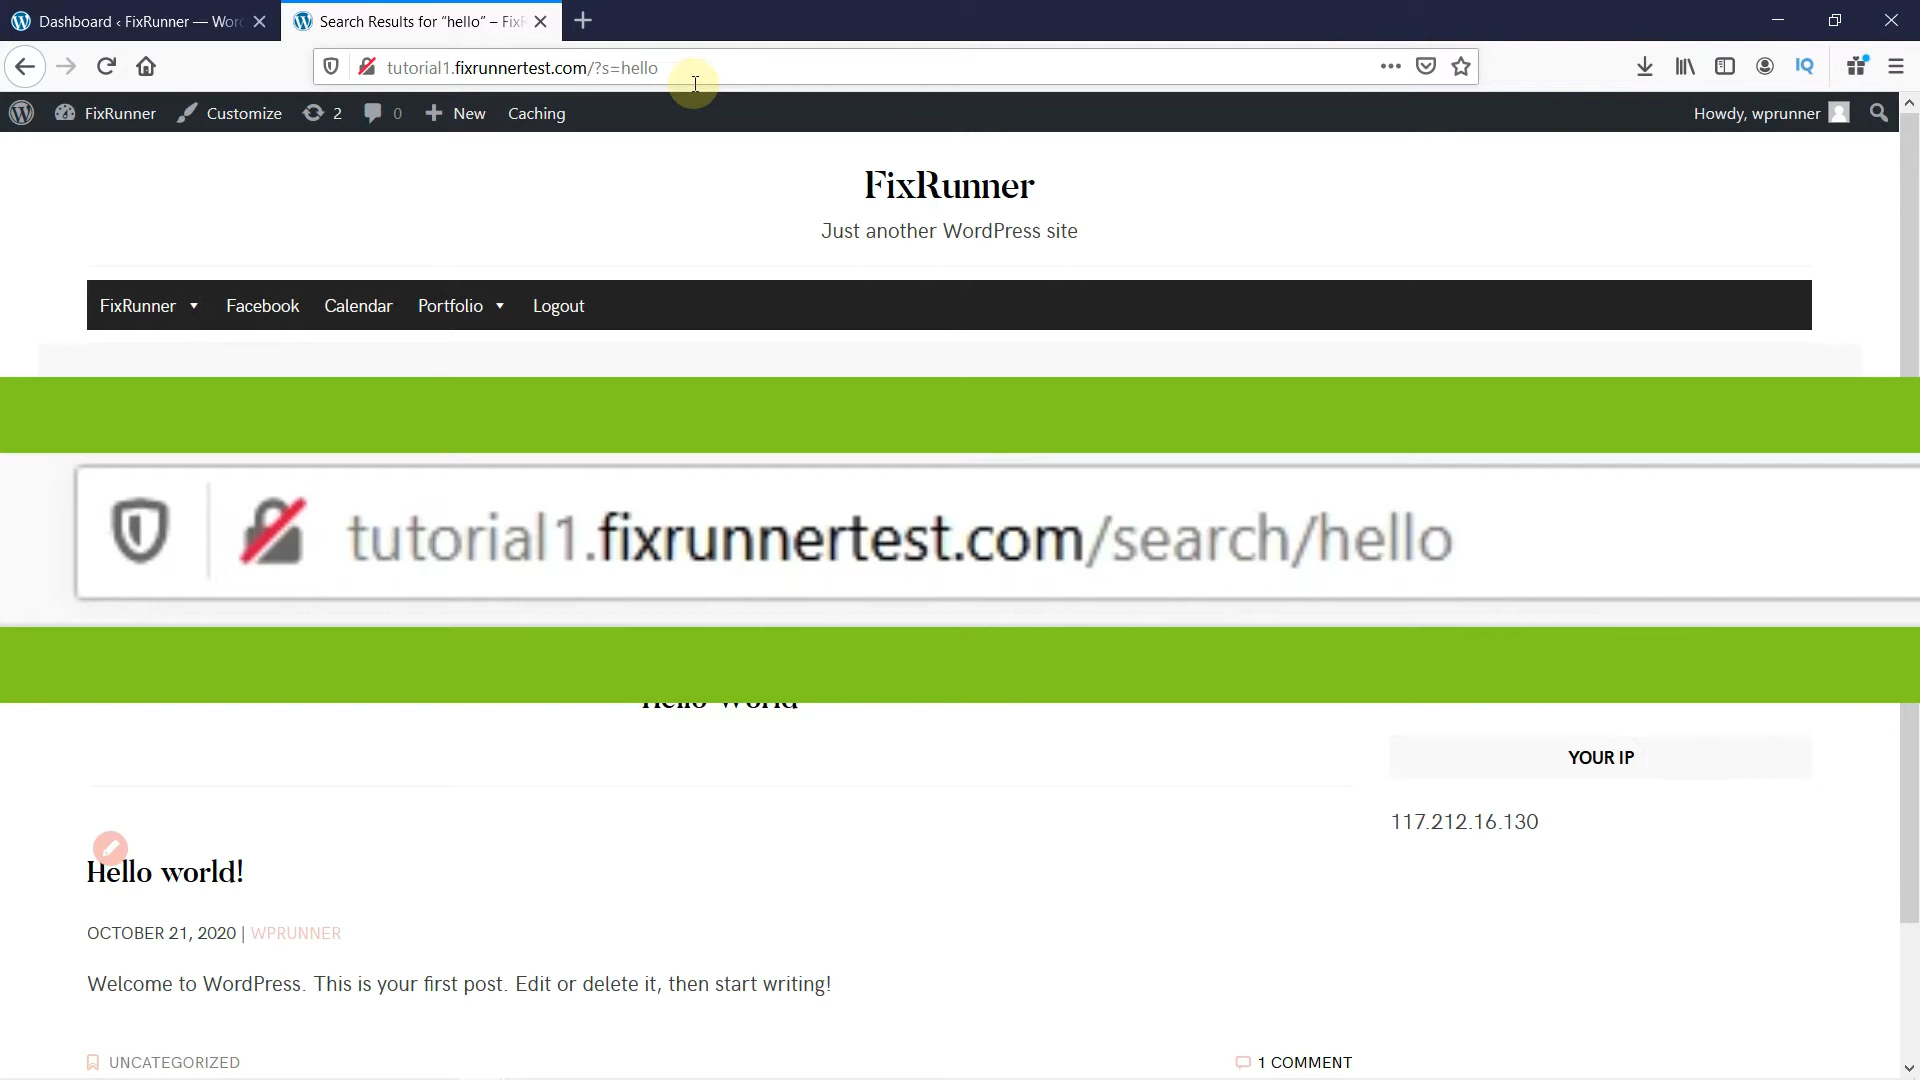 Dashboard ‹ FixRunner — Wor
Search Results for “hello” – FixR
tutorial1.fixrunnertest.com/?s=hello
FixRunner
Customize
2
0
New
Caching
Howdy, wprunner
FixRunner
Just another WordPress site
FixRunner
Facebook
Calendar
Portfolio
Logout
tutorial1.fixrunnertest.com/search/hello
Hello World
YOUR IP
117.212.16.130
Hello world!
OCTOBER 21, 2020 | WPRUNNER
Welcome to WordPress. This is your first post. Edit or delete it, then start writing!
UNCATEGORIZED
1 COMMENT